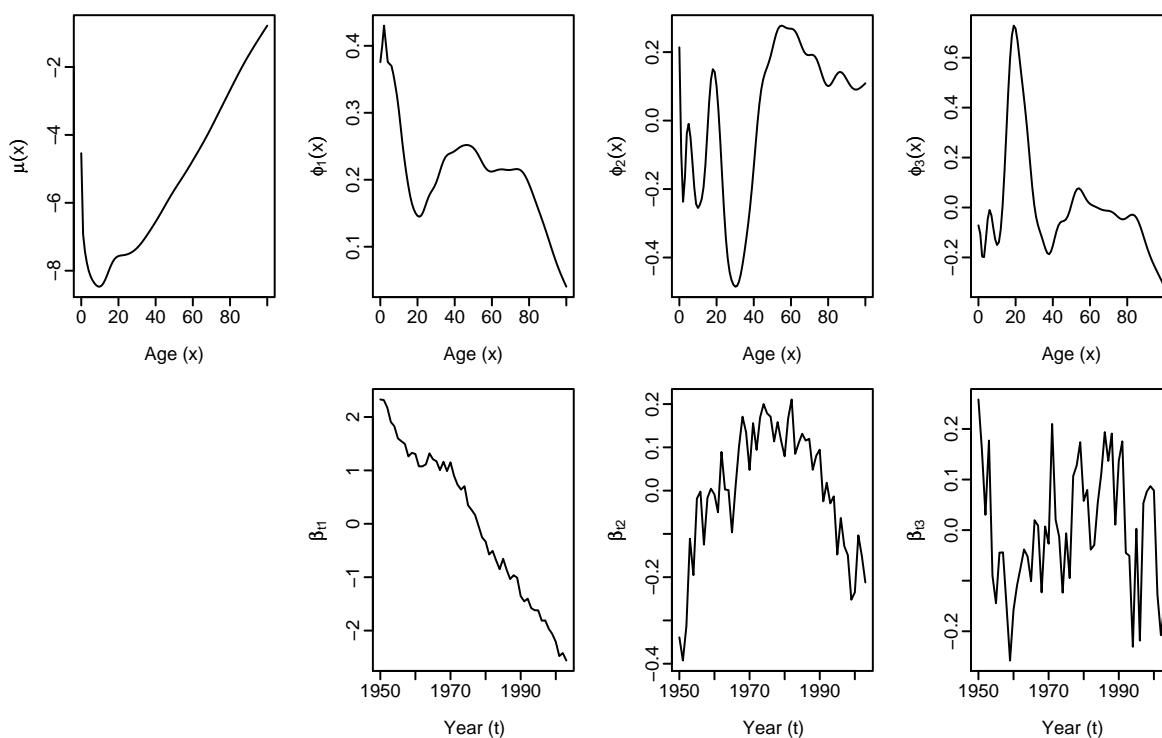 μ(x)
−8 −6 −4 −2
0 20 40 60 80
Age (x)
ϕ1(x)
0.1 0.2 0.3 0.4
0 20 40 60 80
Age (x)
ϕ2(x)
−0.4 −0.2 0.0 0.2
0 20 40 60 80
Age (x)
ϕ3(x)
−0.2 0.0 0.2 0.4 0.6
0 20 40 60 80
Age (x)
βt1
−2 −1 0 1 2
1950 1970 1990
Year (t)
βt2
−0.4 −0.2 0.0 0.1 0.2
1950 1970 1990
Year (t)
βt3
−0.2 0.0 0.1 0.2
1950 1970 1990
Year (t)